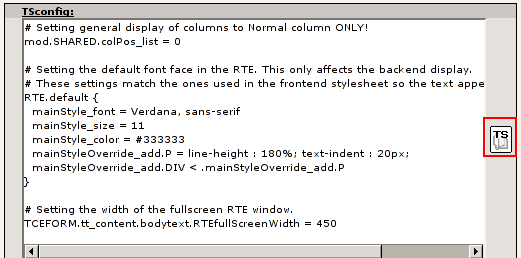 TSconfig:
# Setting general display of columns to Normal column ONLY!
mod.SHARED.colPos_list = 0
# Setting the default font face in the RTE. This only affects the backend display.
# These settings match the ones used in the frontend stylesheet so the text appe
RTE.default {
mainStyle_font = Verdana, sans-serif
mainStyle_size = 11
mainStyle_color = #333333
mainStyleOverride_add.P = line-height : 180%; text-indent : 20px;
mainStyleOverride_add.DIV < .mainStyleOverride_add.P
}
# Setting the width of the fullscreen RTE window.
TCEFORM.tt_content.bodytext.RTEfullScreenWidth = 450
TS